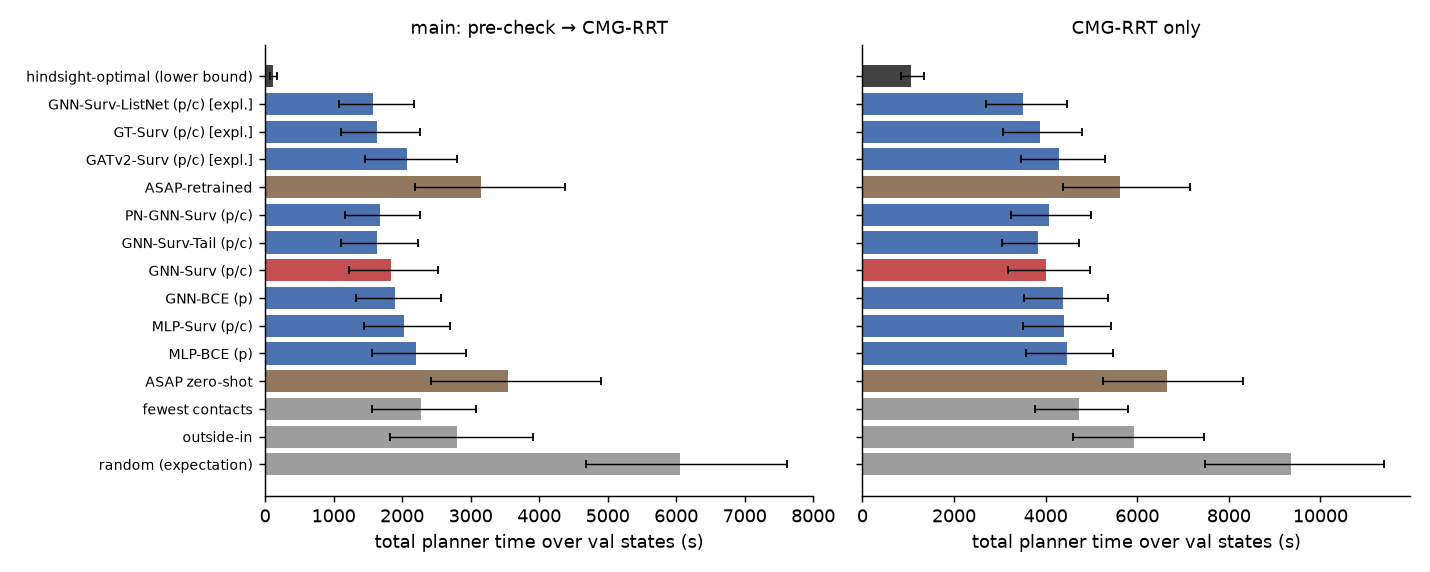 main: pre-check → CMG-RRT
CMG-RRT only
hindsight-optimal (lower bound)
GNN-Surv-ListNet (p/c) [expl.]
GT-Surv (p/c) [expl.]
GATv2-Surv (p/c) [expl.]
ASAP-retrained
PN-GNN-Surv (p/c)
GNN-Surv-Tail (p/c)
GNN-Surv (p/c)
GNN-BCE (p)
MLP-Surv (p/c)
MLP-BCE (p)
ASAP zero-shot
fewest contacts
outside-in
random (expectation)
0 1000 2000 3000 4000 5000 6000 7000 8000
0 2000 4000 6000 8000 10000
total planner time over val states (s)
total planner time over val states (s)